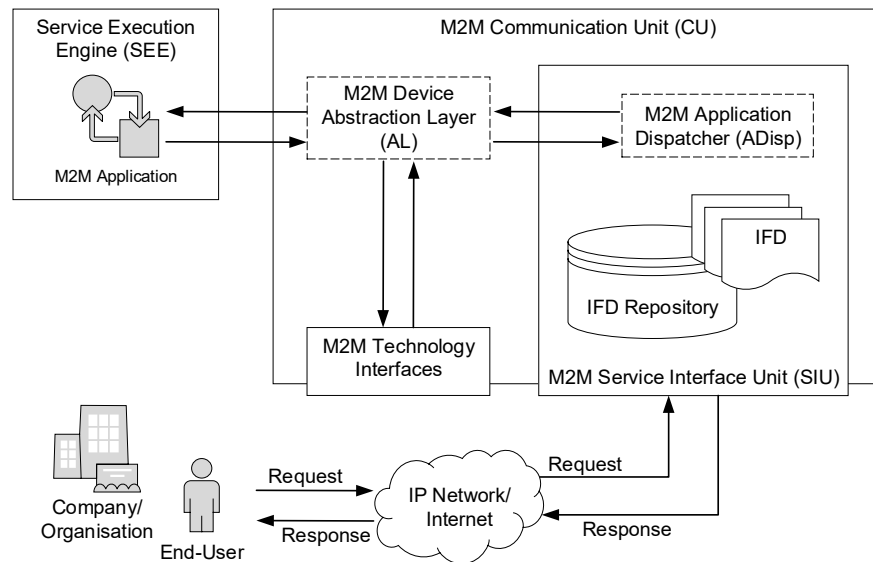 Service Execution
Engine (SEE)
M2M Application
M2M Communication Unit (CU)
M2M Device
Abstraction Layer
(AL)
M2M Application
Dispatcher (ADisp)
IFD
IFD Repository
M2M Technology
Interfaces
M2M Service Interface Unit (SIU)
Company/
Organisation
End-User
Request
Response
IP Network/
Internet
Request
Response